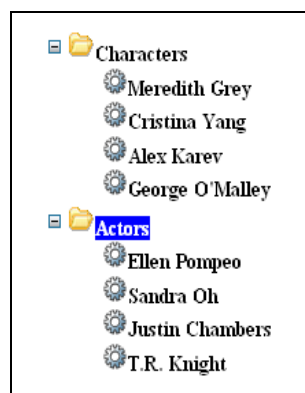 Characters
Meredith Grey
Cristina Yang
Alex Karev
George O'Malley
Actors
Ellen Pompeo
Sandra Oh
Justin Chambers
T.R. Knight